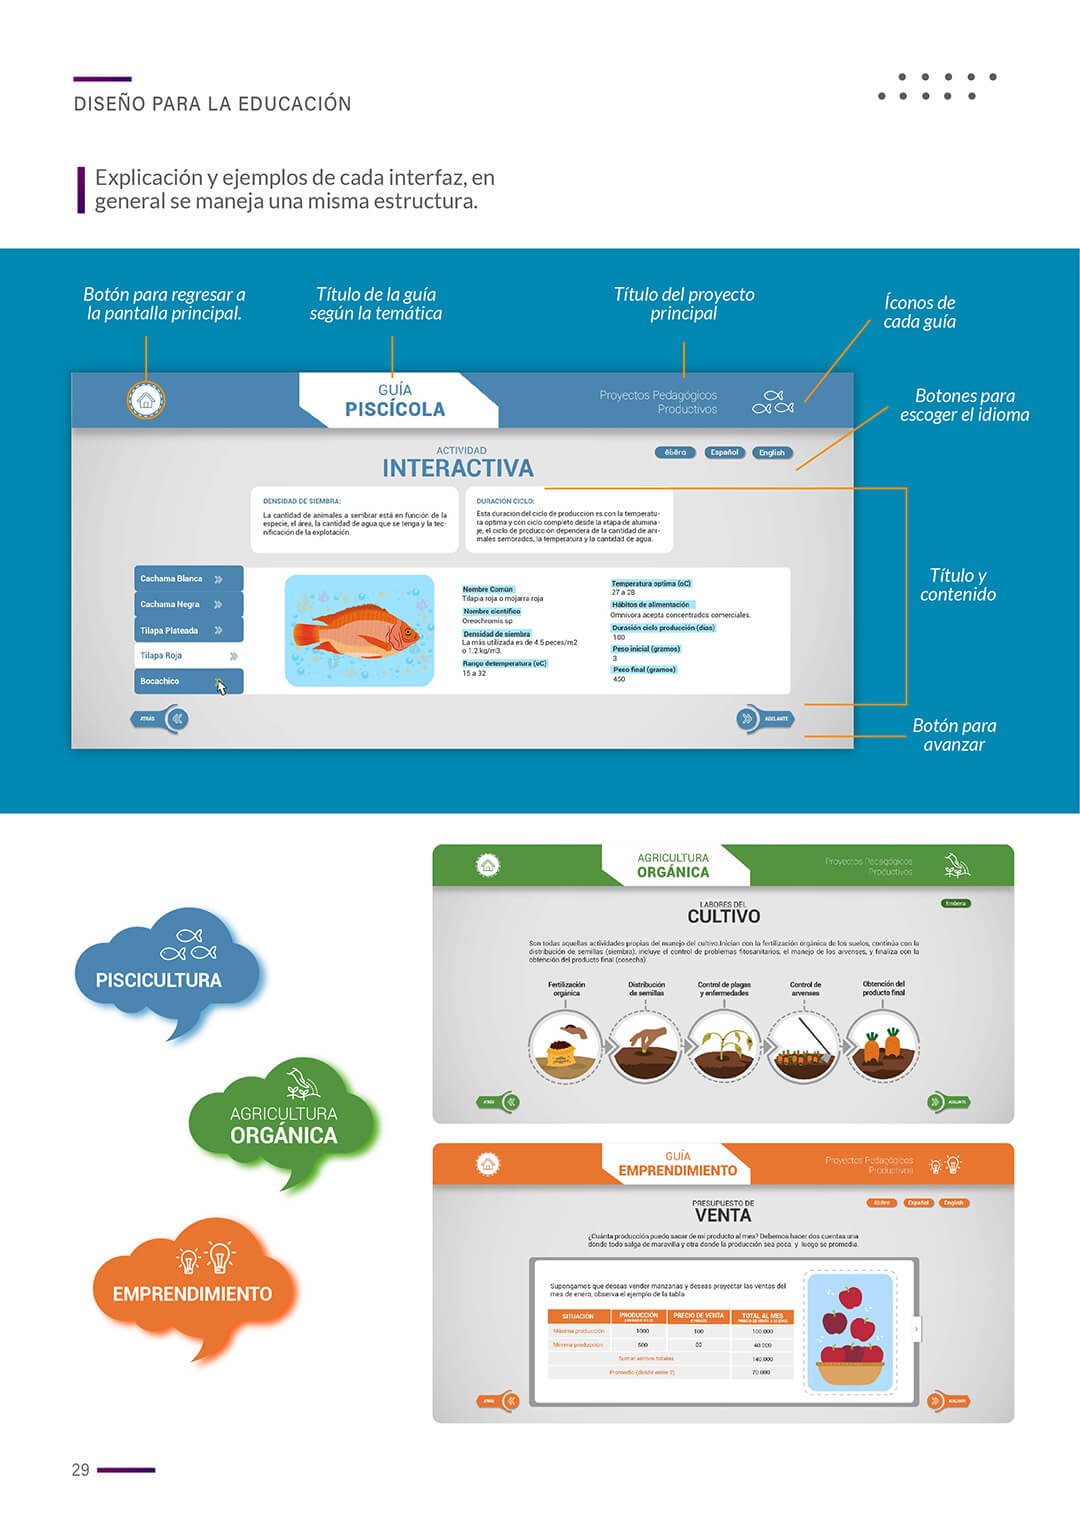 DISEÑO PARA LA EDUCACIÓN
Explicación y ejemplos de cada interfaz, en
general se maneja una misma estructura.
Botón para regresar a
la pantalla principal.
Título de la guía
según la temática
Título del proyecto
principal
Íconos de
cada guía
Botones para
escoger el idioma
Título y
contenido
Botón para
avanzar
GUÍA
PISCÍCOLA
Proyectos Pedagógicos
Productivos
ACTIVIDAD
INTERACTIVA
Español
English
DENSIDAD DE SIEMBRA:
La cantidad de animales a sembrar está en función de la
especie, el área, la cantidad de agua que se tenga y la tec-
nificación de la explotación.
DURACIÓN CICLO:
Esta duración del ciclo de producción es con la temperatu-
ra optima y con ciclo completo desde la etapa de alumina-
je, el ciclo de producción dependera de la cantidad de ani-
males sembrados, la temperatura y la cantidad de agua.
Cachama Blanca
Cachama Negra
Tilapa Plateada
Tilapa Roja
Bocachico
Nombre Común
Tilapia roja o mojarra roja
Nombre científico
Oreochromis sp
Densidad de siembra
La más utilizada es de 4.5 peces/m2
o 1.2 kg/m3.
Rango detemperatura (oC)
15 a 32
Temperatura optima (oC)
27 a 28
Hábitos de alimentación
Omnivora acepta concentrados comerciales.
Duración ciclo producción (días)
180
Peso inicial (gramos)
3
Peso final (gramos)
450
ATRÁS
ADELANTE
PISCICULTURA
AGRICULTURA
ORGÁNICA
EMPRENDIMIENTO
AGRICULTURA
ORGÁNICA
Proyectos Pedagógicos
Productivos
Embera
LABORES DEL
CULTIVO
Son todas aquellas actividades propias del manejo del cultivo.Inician con la fertilización orgánica de los suelos, continúa con la
distribución de semillas (siembra), incluye el control de problemas fitosanitarios, el manejo de los arvenses, y finaliza con la
obtención del producto final (cosecha)
Fertilización
orgánica
Distribución
de semillas
Control de plagas
y enfermedades
Control de
arvenses
Obtención del
producto final
ATRÁS
ADELANTE
GUÍA
EMPRENDIMIENTO
Proyectos Pedagógicos
Productivos
Español
English
PRESUPUESTO DE
VENTA
¿Cuánta producción puedo sacar de mi producto al mes? Debemos hacer dos cuentas una
donde todo salga de maravilla y otra donde la producción sea poca y luego se promedia.
Supongamos que deseas vender manzanas y deseas proyectar las ventas del
mes de enero, observa el ejemplo de la tabla
SITUACIÓN PRODUCCIÓN PRECIO DE VENTA TOTAL AL MES
Máxima producción 1000 100 100.000
Mínima producción 500 40.000
Sumar ambos totales 140.000
Promedio (divide entre 2) 70.000
ATRÁS
ADELANTE
29